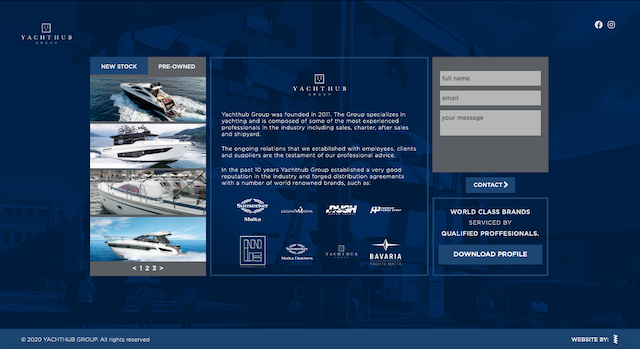 YACHTHUB
GROUP
NEW STOCK
PRE-OWNED
< 1 2 3 >
YACHTHUB
GROUP
Yachthub Group was founded in 2011. The Group specializes in
yachting and is composed of some of the most experienced
professionals in the industry including sales, charter, after sales
and shipyard.
The ongoing relations that we established with employees, clients
and suppliers are the testament of our professional advice.
In the past 10 years Yachthub Group established a very good
reputation in the industry and forged distribution agreements
with a number of world renowned brands, such as:
Sunseeker
Malta
Sunseeker
Malta Charters
YACHTHUB
GROUP
BAVARIA
YACHTS MALTA
full name
email
your message
CONTACT >
WORLD CLASS BRANDS
SERVICED BY
QUALIFIED PROFFESIONALS.
DOWNLOAD PROFILE
© 2020 YACHTHUB GROUP. All rights reserved
WEBSITE BY: